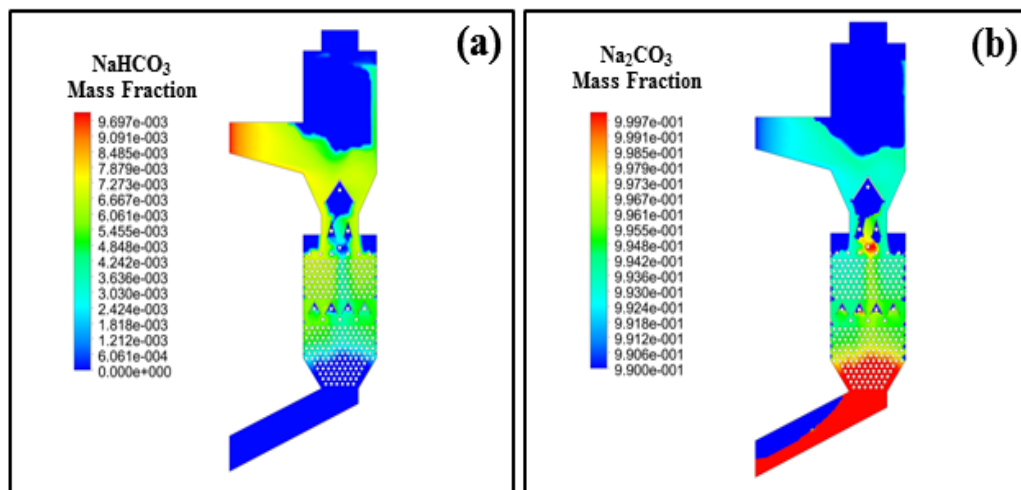 (a)
NaHCO₃
Mass Fraction
9.697e-003
9.091e-003
8.485e-003
7.879e-003
7.273e-003
6.667e-003
6.061e-003
5.455e-003
4.848e-003
4.242e-003
3.636e-003
3.030e-003
2.424e-003
1.818e-003
1.212e-003
6.061e-004
0.000e+000
(b)
Na₂CO₃
Mass Fraction
9.997e-001
9.991e-001
9.985e-001
9.979e-001
9.973e-001
9.967e-001
9.961e-001
9.955e-001
9.948e-001
9.942e-001
9.936e-001
9.930e-001
9.924e-001
9.918e-001
9.912e-001
9.906e-001
9.900e-001